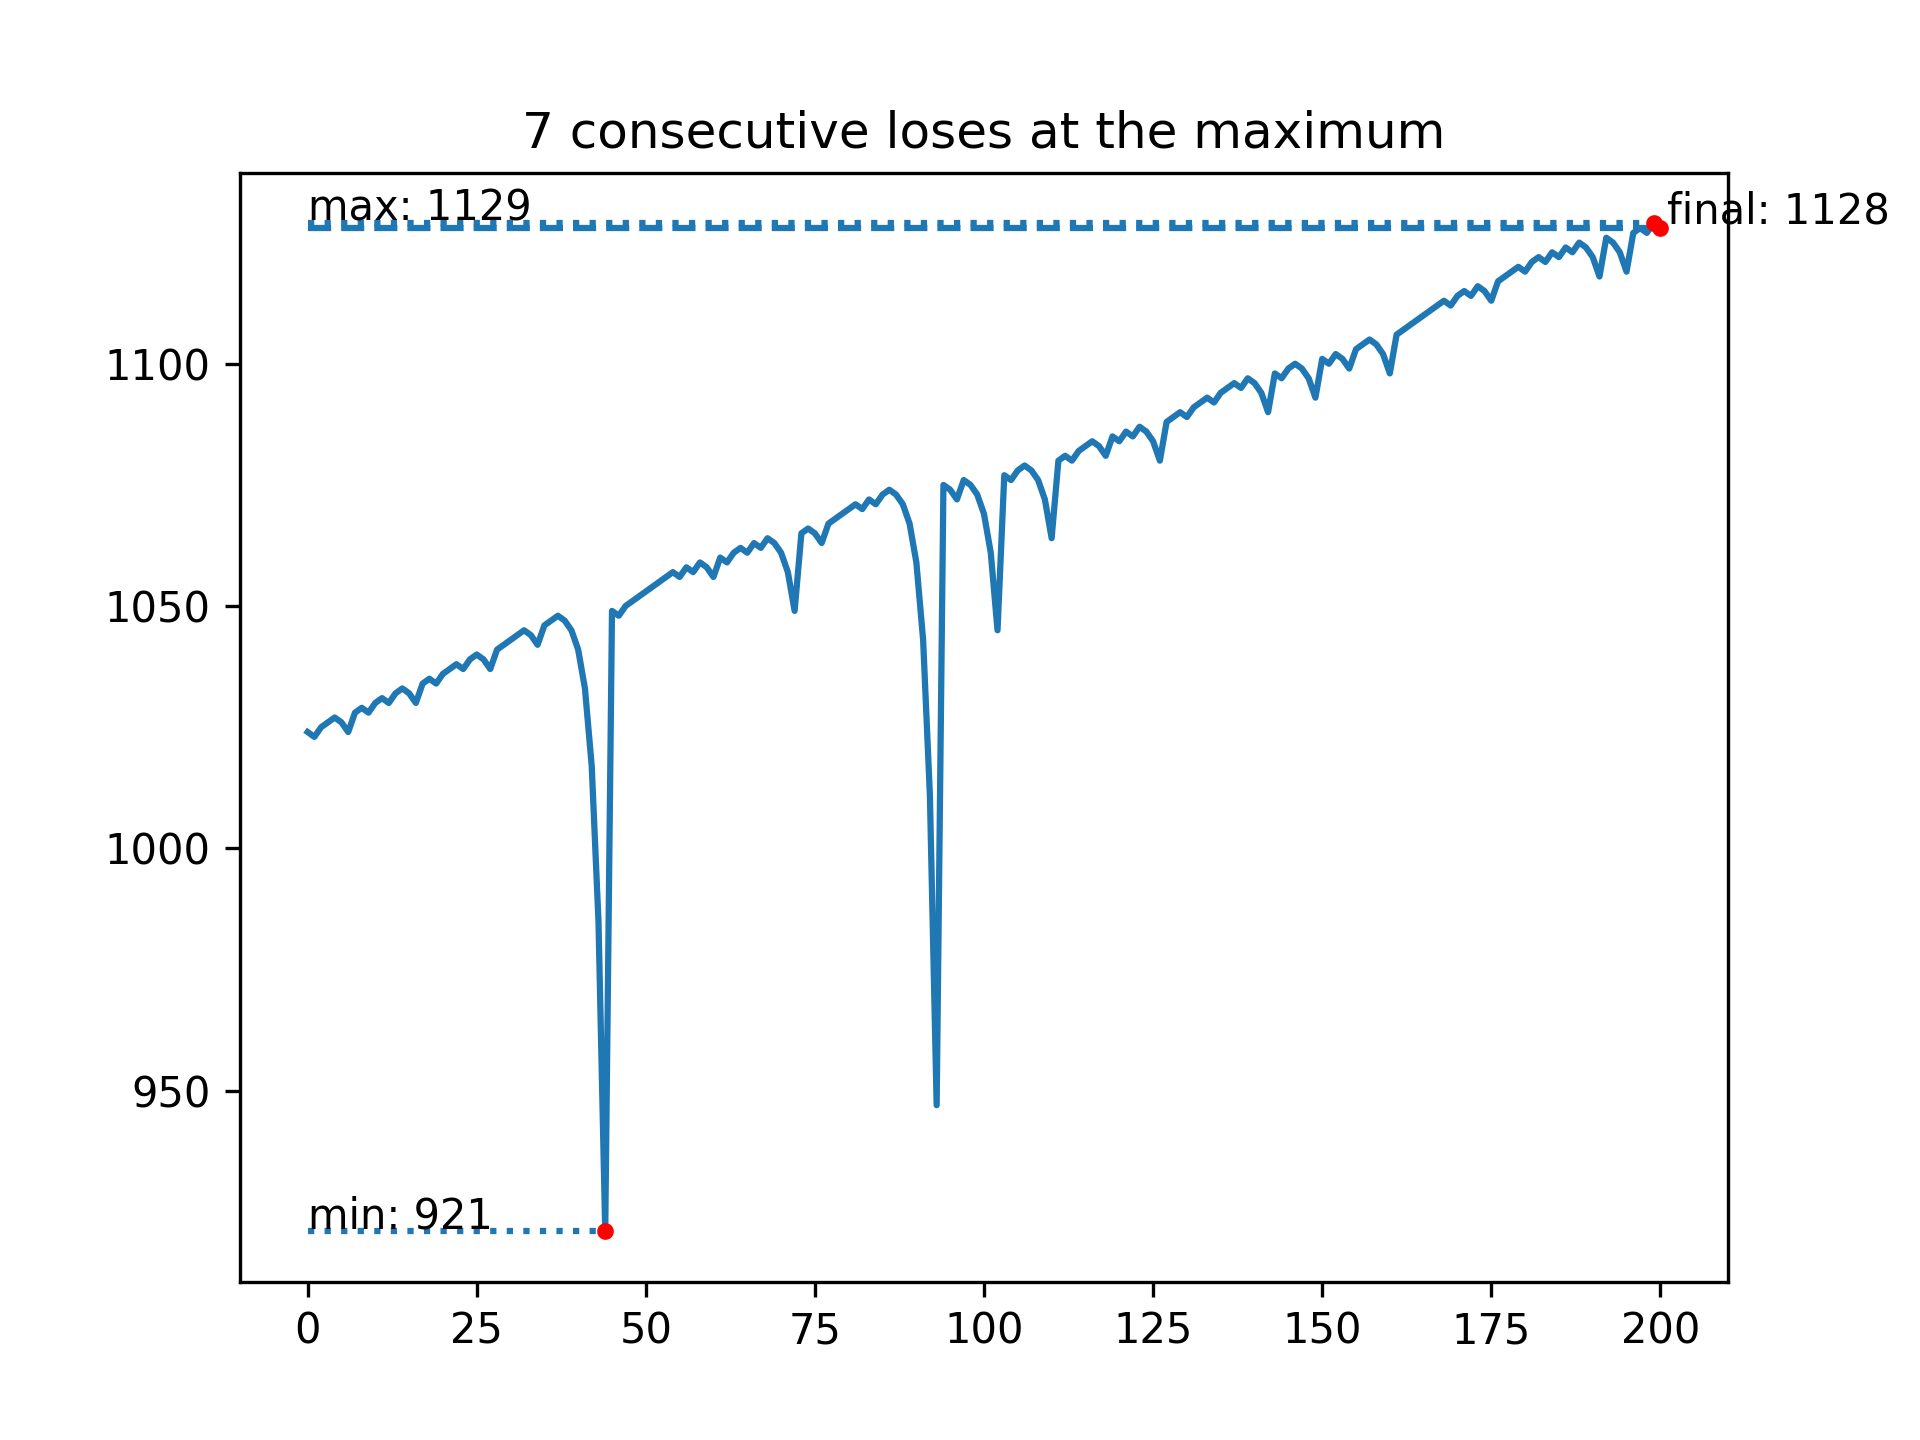 7 consecutive loses at the maximum
max: 1129
final: 1128
1100
1050
1000
950
min: 921
0 25 50 75 100 125 150 175 200